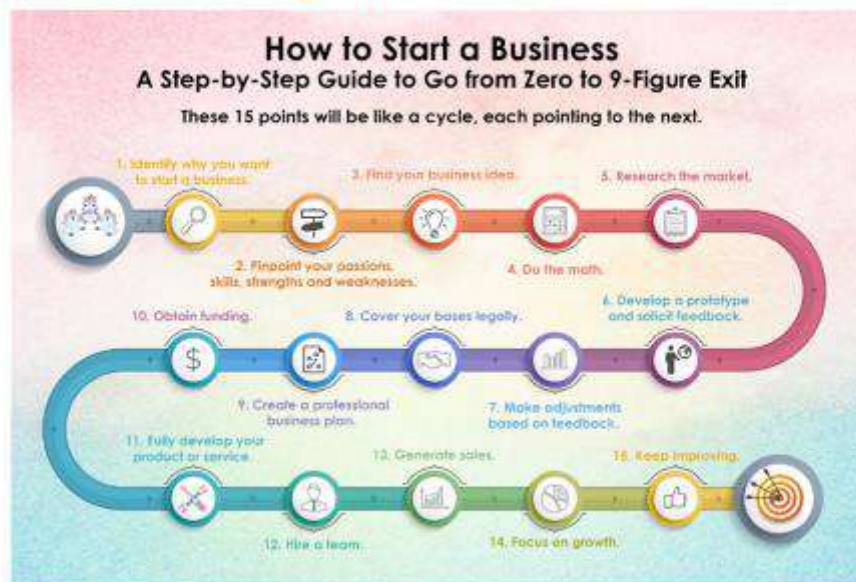 How to Start a Business
A Step-by-Step Guide to Go from Zero to 9-Figure Exit
These 15 points will be like a cycle, each pointing to the next.
1. Identify why you want
to start a business.
2. Pinpoint your passions,
skills, strengths and weaknesses.
3. Find your business idea.
4. Do the math.
5. Research the market.
6. Develop a prototype
and solicit feedback.
7. Make adjustments
based on feedback.
8. Cover your bases legally.
9. Create a professional
business plan.
10. Obtain funding.
$
11. Fully develop your
product or service.
12. Hire a team.
13. Generate sales.
14. Focus on growth.
15. Keep improving.